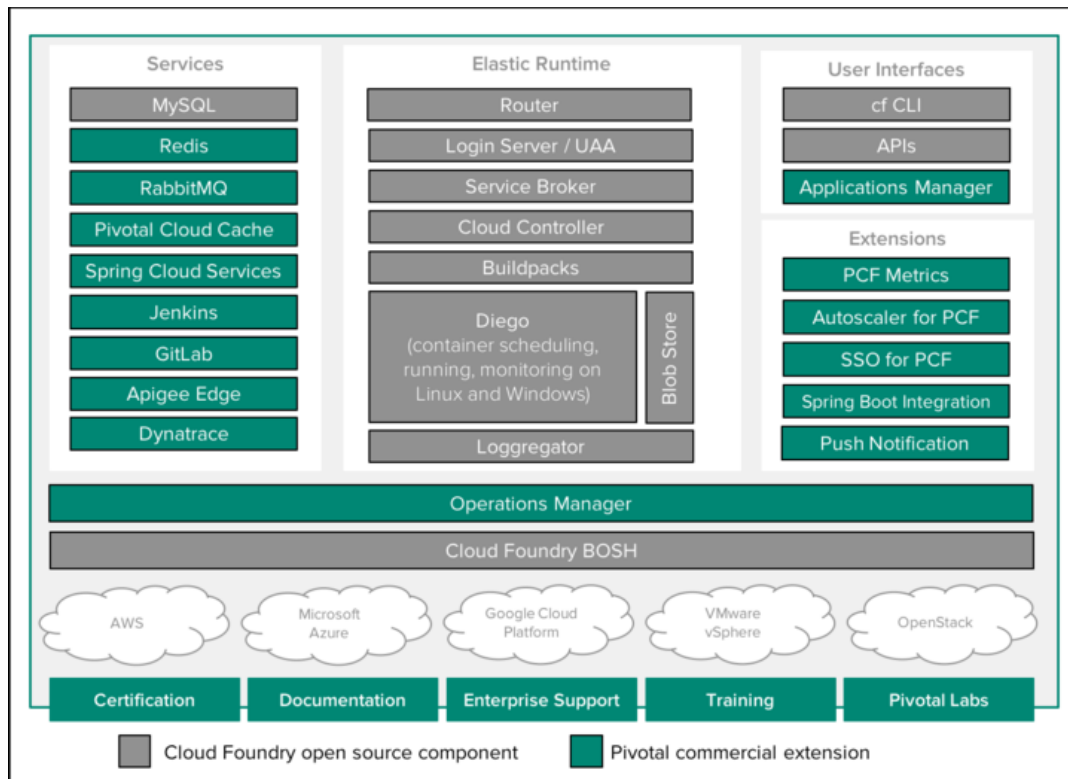 Services
MySQL
Redis
RabbitMQ
Pivotal Cloud Cache
Spring Cloud Services
Jenkins
GitLab
Apigee Edge
Dynatrace
Elastic Runtime
Router
Login Server / UAA
Service Broker
Cloud Controller
Buildpacks
Diego
(container scheduling,
running, monitoring on
Linux and Windows)
Blob Store
Loggregator
User Interfaces
cf CLI
APIs
Applications Manager
Extensions
PCF Metrics
Autoscaler for PCF
SSO for PCF
Spring Boot Integration
Push Notification
Operations Manager
Cloud Foundry BOSH
AWS
Microsoft
Azure
Google Cloud
Platform
VMware
vSphere
OpenStack
Certification
Documentation
Enterprise Support
Training
Pivotal Labs
Cloud Foundry open source component
Pivotal commercial extension